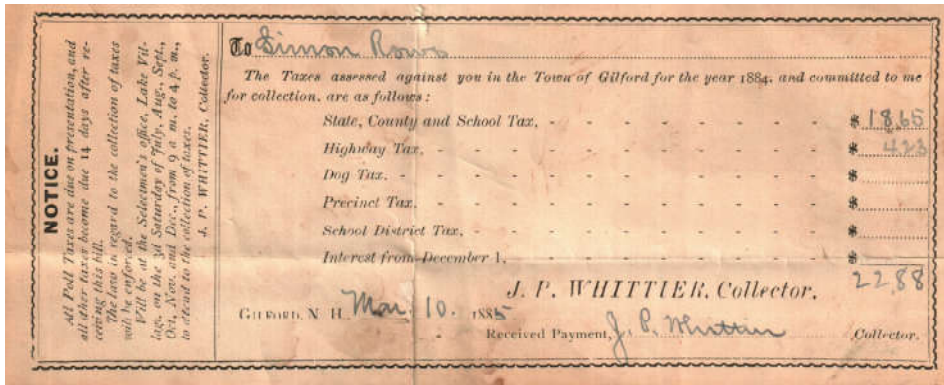 NOTICE.
All Poll Taxes are due on presentation, and
all other taxes become due 14 days after re-
ceiving this bill.
The law in regard to the collection of taxes
will be enforced.
Will be at the Selectmen's office, Lake Vil-
lage, on the 3d Saturday of July, Aug., Sept.,
Oct., Nov. and Dec., from 9 a. m. to 4 p. m.,
to attend to the collection of taxes.
J. P. WHITTIER, Collector.
To Simon Rowe
The Taxes assessed against you in the Town of Gilford for the year 1884, and committed to me
for collection, are as follows:
State, County and School Tax, - - - - - - - - - $ 18,65
Highway Tax, - - - - - - - - - - - - $ 4 23
Dog Tax. - - - - - - - - - - - - - $
Precinct Tax. - - - - - - - - - - - - $
School District Tax, - - - - - - - - - - $
Interest from December 1, - - - - - - - - - $
22,88
J. P. WHITTIER, Collector.
GILFORD, N. H. Mar, 10. 1885
Received Payment, J. P. Whittier Collector.